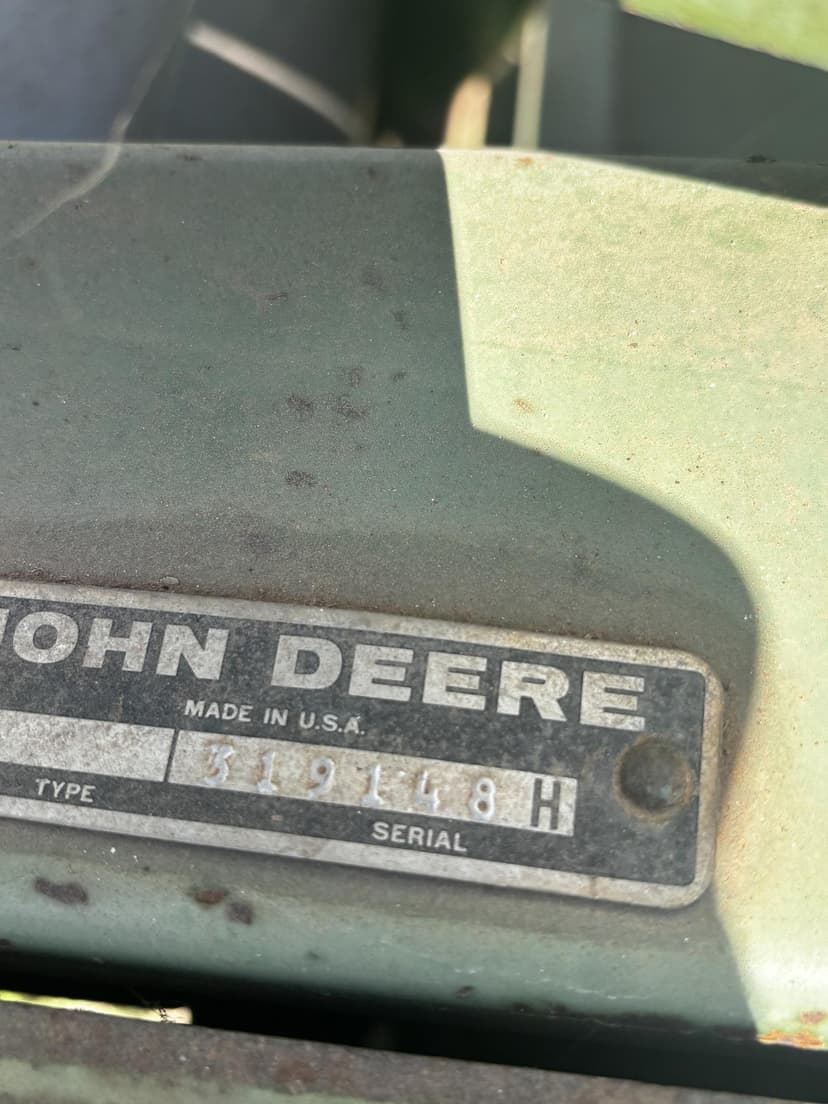 JOHN DEERE
MADE IN U.S.A.
319148 H
TYPE
SERIAL